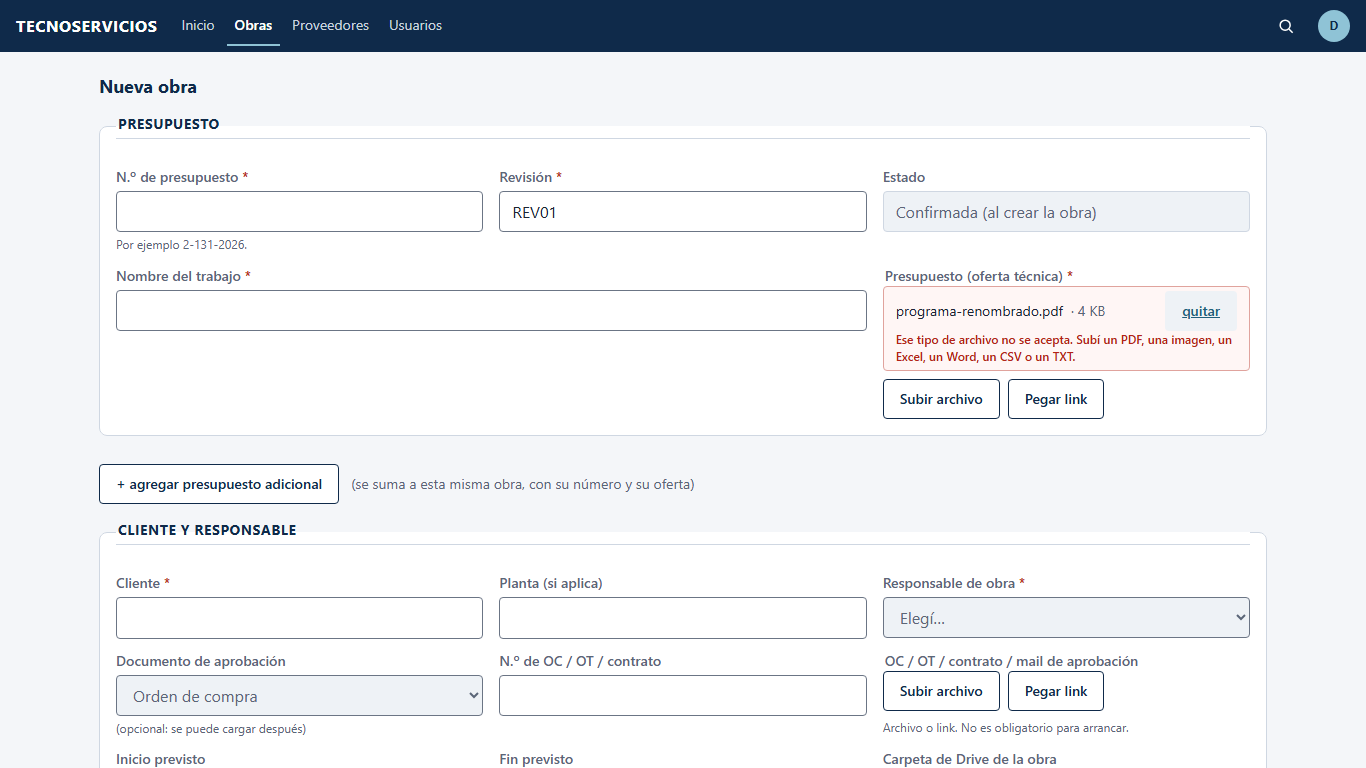 TECNOSERVICIOS Inicio Obras Proveedores Usuarios D
Nueva obra
PRESUPUESTO
N.º de presupuesto * Revisión * Estado
REV01 Confirmada (al crear la obra)
Por ejemplo 2-131-2026.
Nombre del trabajo * Presupuesto (oferta técnica) *
programa-renombrado.pdf · 4 KB quitar
Ese tipo de archivo no se acepta. Subí un PDF, una imagen, un
Excel, un Word, un CSV o un TXT.
Subir archivo Pegar link
+ agregar presupuesto adicional (se suma a esta misma obra, con su número y su oferta)
CLIENTE Y RESPONSABLE
Cliente * Planta (si aplica) Responsable de obra *
Elegí...
Documento de aprobación N.º de OC / OT / contrato OC / OT / contrato / mail de aprobación
Orden de compra Subir archivo Pegar link
(opcional: se puede cargar después) Archivo o link. No es obligatorio para arrancar.
Inicio previsto Fin previsto Carpeta de Drive de la obra